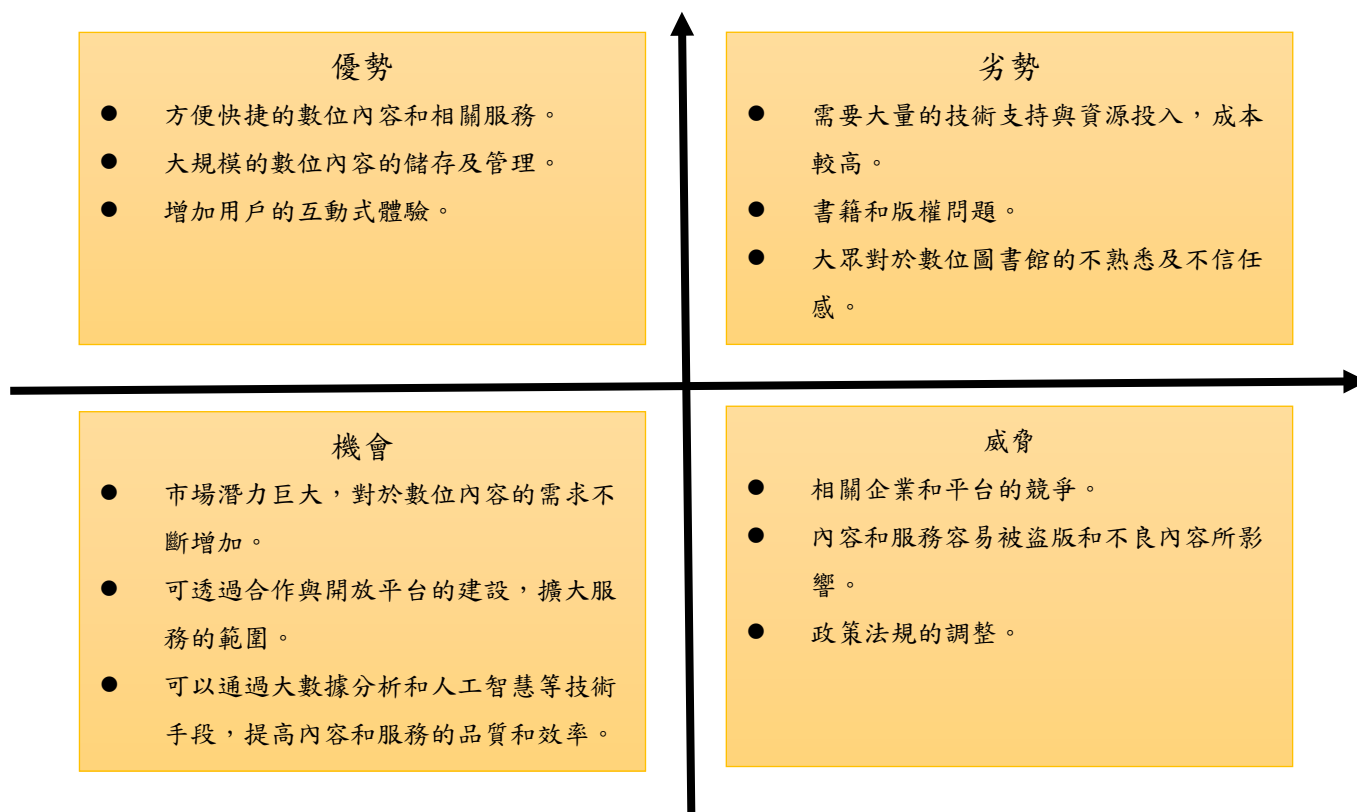 優勢
● 方便快捷的數位內容和相關服務。
● 大規模的數位內容的儲存及管理。
● 增加用戶的互動式體驗。
劣勢
● 需要大量的技術支持與資源投入，成本
較高。
● 書籍和版權問題。
● 大眾對於數位圖書館的不熟悉及不信任
感。
機會
● 市場潛力巨大，對於數位內容的需求不
斷增加。
● 可透過合作與開放平台的建設，擴大服
務的範圍。
● 可以通過大數據分析和人工智慧等技術
手段，提高內容和服務的品質和效率。
威脅
● 相關企業和平台的競爭。
● 內容和服務容易被盜版和不良內容所影
響。
● 政策法規的調整。